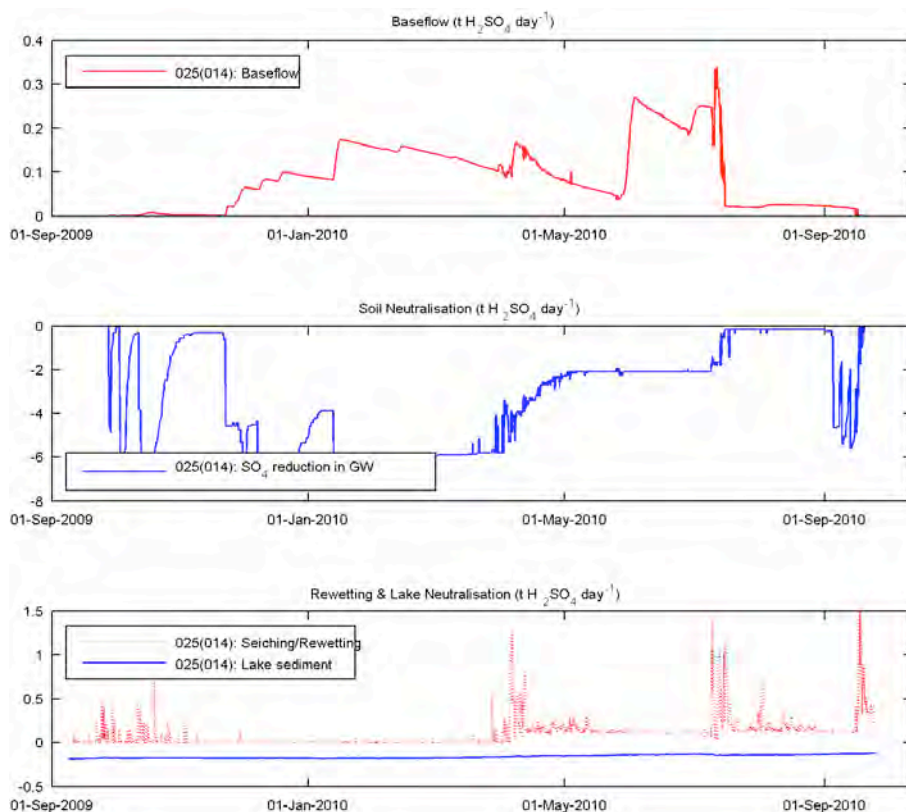 Baseflow (t H2SO4 day-1)
0.4
025(014): Baseflow
0.3
0.2
0.1
0
01-Sep-2009 01-Jan-2010 01-May-2010 01-Sep-2010
Soil Neutralisation (t H2SO4 day-1)
0
-2
-4
-6
025(014): SO4 reduction in GW
-8
01-Sep-2009 01-Jan-2010 01-May-2010 01-Sep-2010
Rewetting & Lake Neutralisation (t H2SO4 day-1)
1.5
025(014): Seiching/Rewetting
025(014): Lake sediment
1
0.5
0
-0.5
01-Sep-2009 01-Jan-2010 01-May-2010 01-Sep-2010